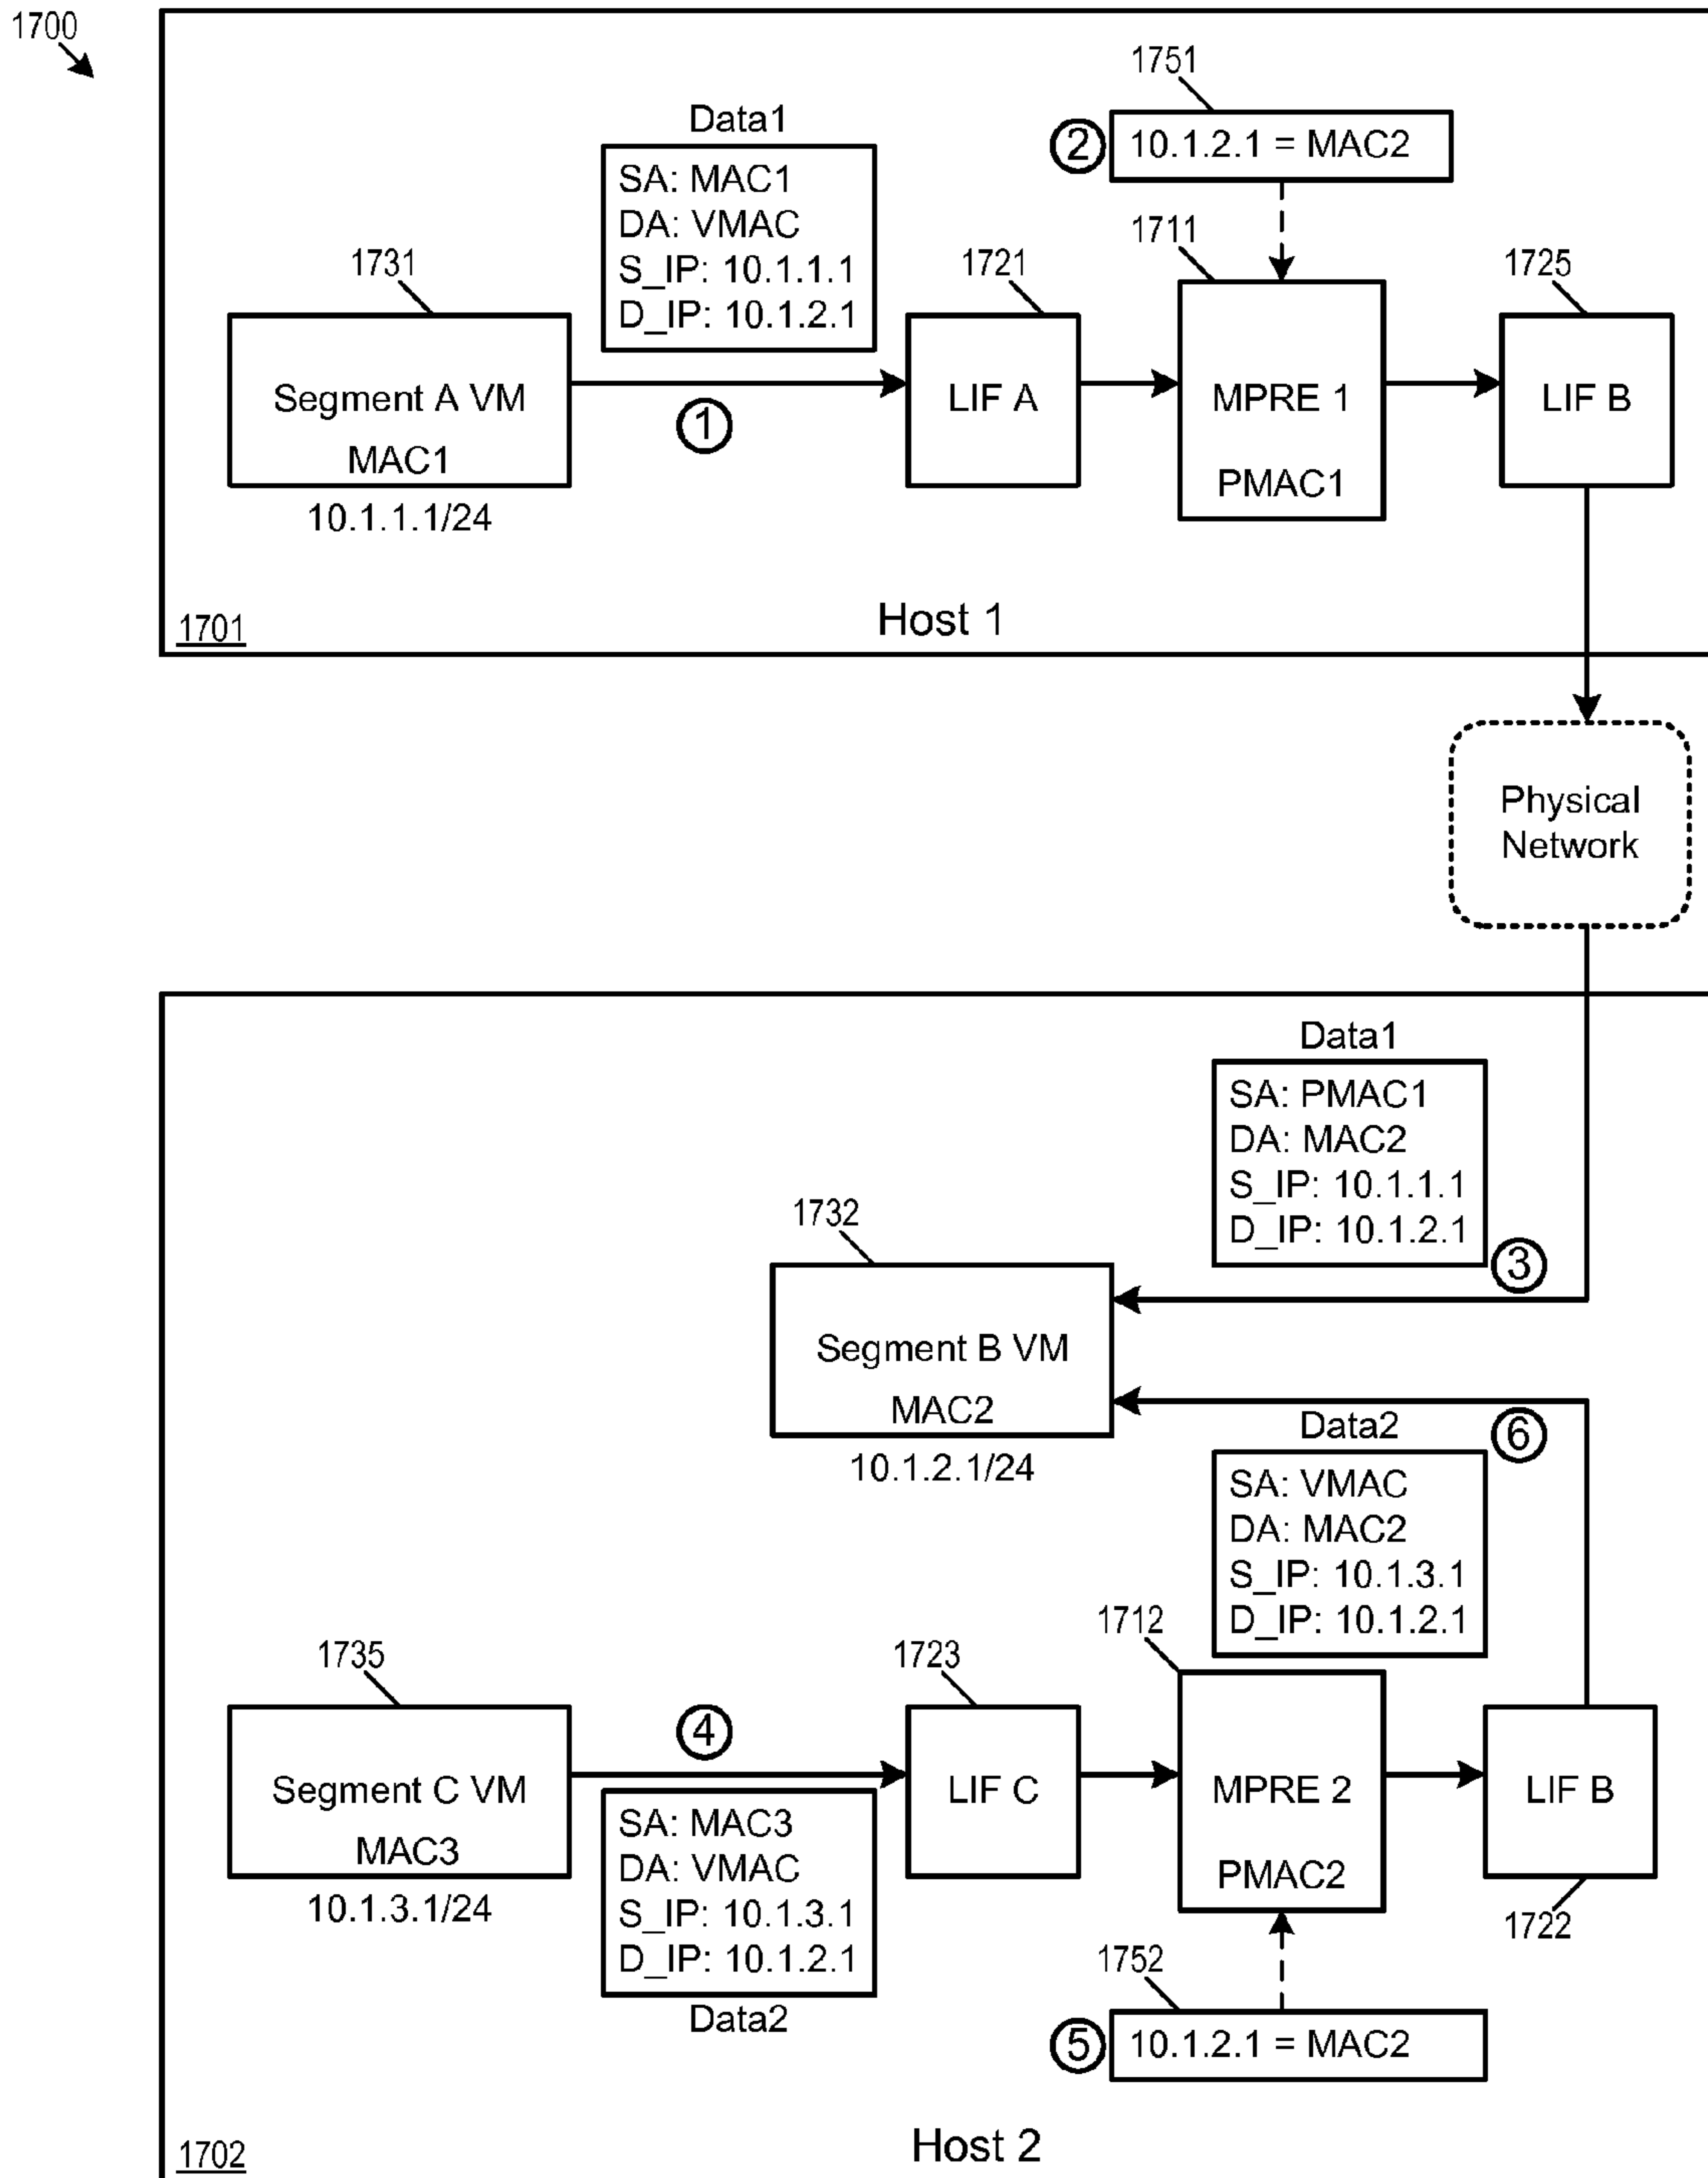 1700
1751
Data1
② 10.1.2.1 = MAC2
SA: MAC1
DA: VMAC
S_IP: 10.1.1.1
D_IP: 10.1.2.1
1731
1721
1711
1725
Segment A VM
MAC1
10.1.1.1/24
①
LIF A
MPRE 1
PMAC1
LIF B
1701
Host 1
Physical
Network
Data1
SA: PMAC1
DA: MAC2
S_IP: 10.1.1.1
D_IP: 10.1.2.1
③
1732
Segment B VM
MAC2
10.1.2.1/24
Data2
⑥
SA: VMAC
DA: MAC2
S_IP: 10.1.3.1
D_IP: 10.1.2.1
1735
1723
1712
④
Segment C VM
MAC3
10.1.3.1/24
LIF C
MPRE 2
PMAC2
LIF B
1722
SA: MAC3
DA: VMAC
S_IP: 10.1.3.1
D_IP: 10.1.2.1
Data2
1752
⑤ 10.1.2.1 = MAC2
1702
Host 2